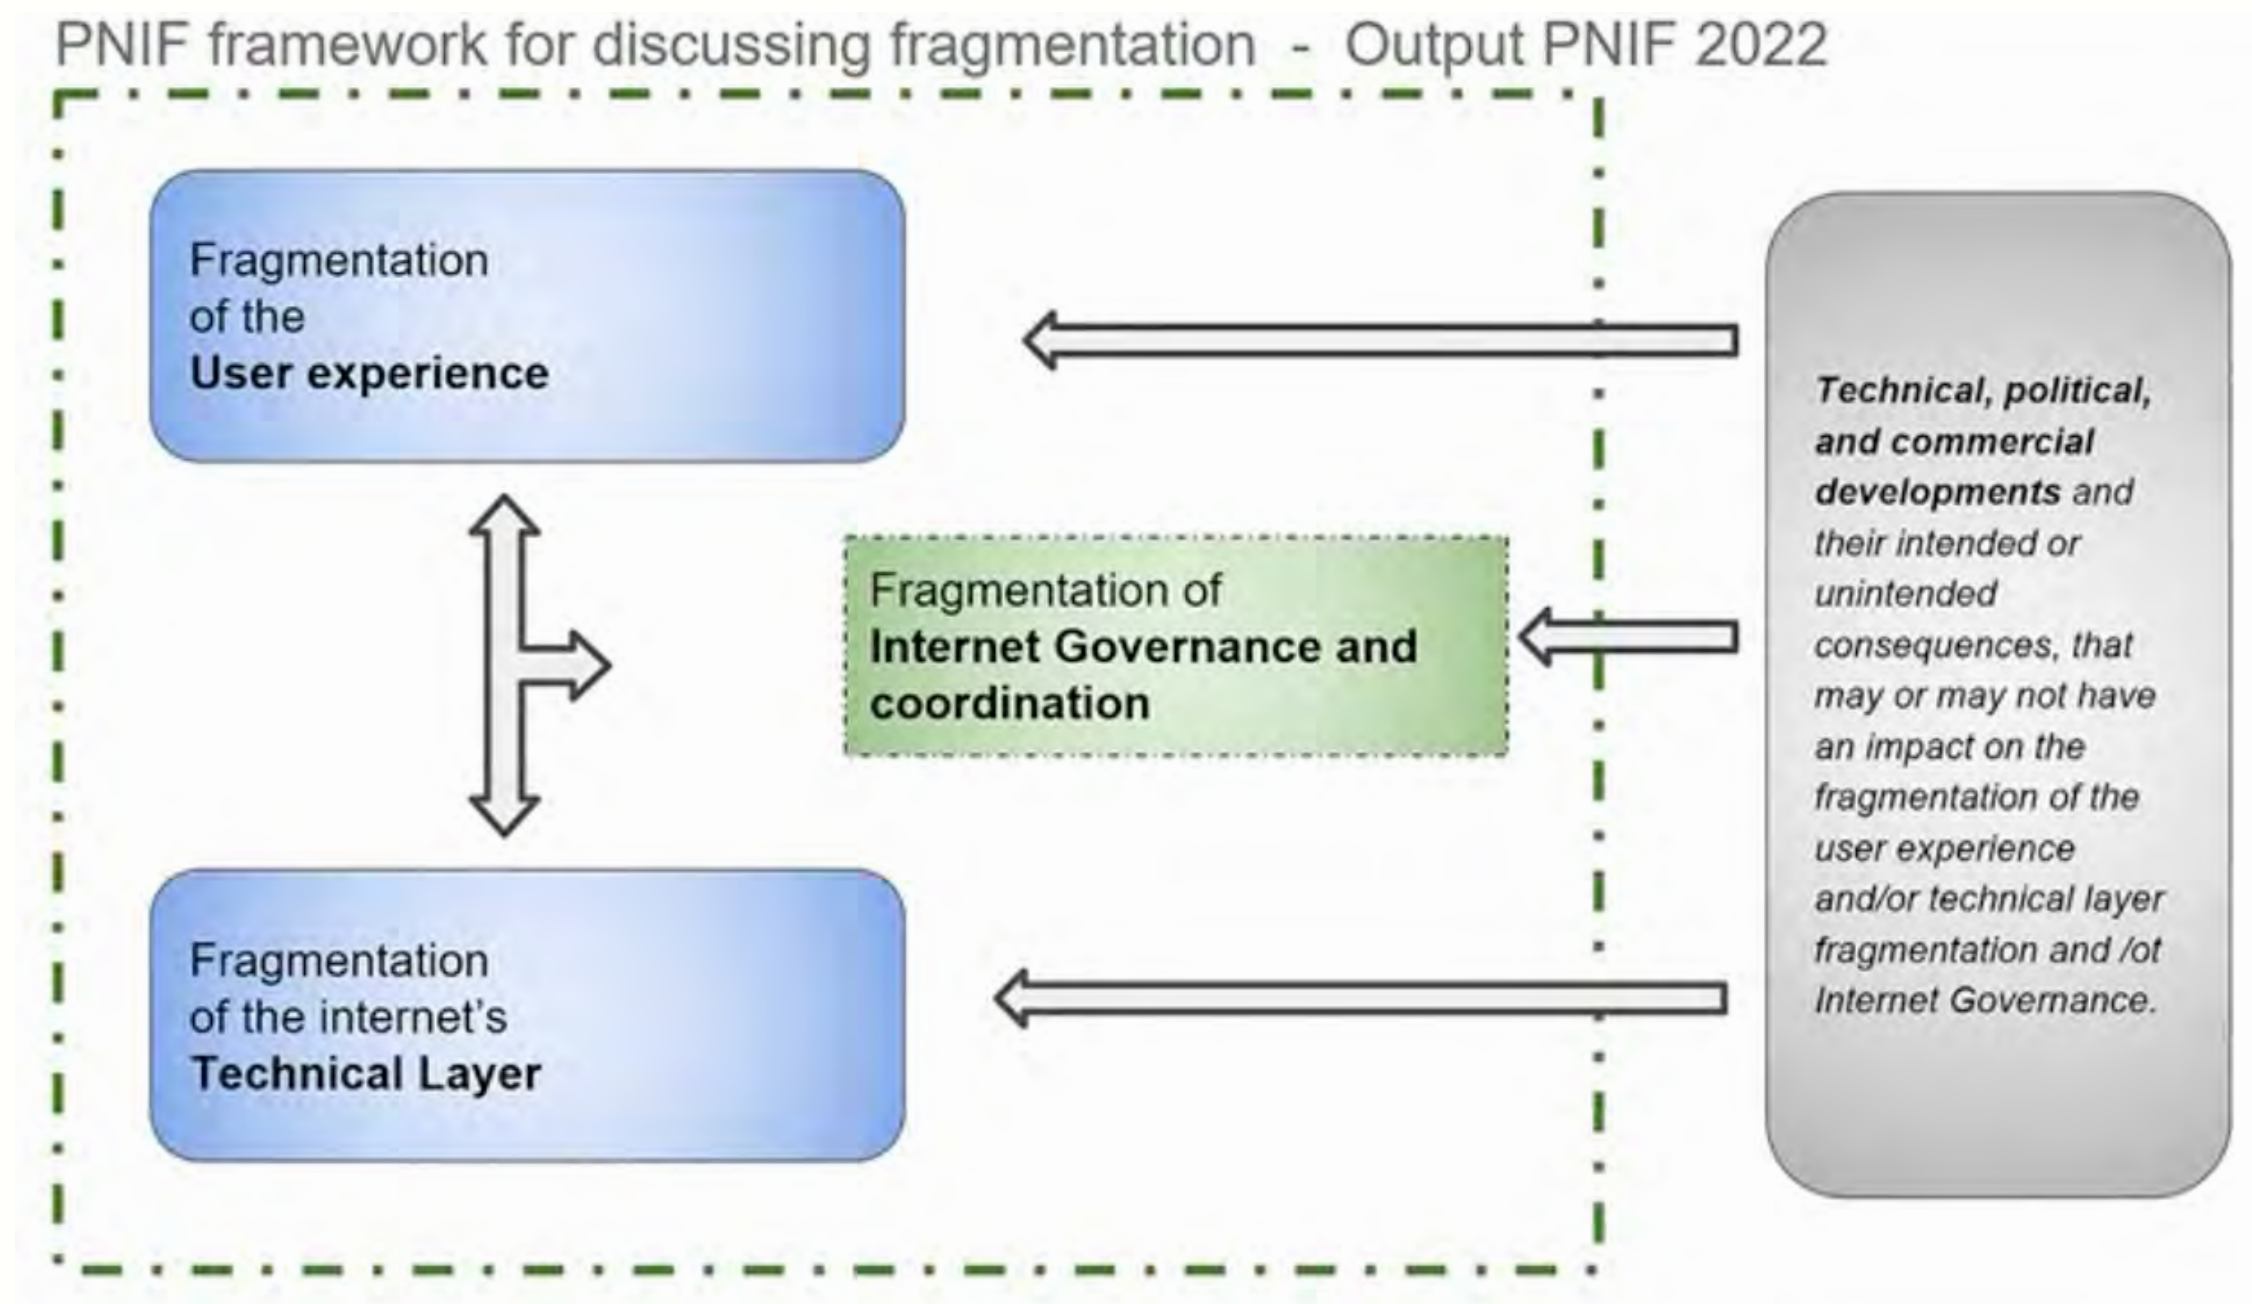 PNIF framework for discussing fragmentation - Output PNIF 2022
Fragmentation
of the
User experience
Fragmentation of
Internet Governance and
coordination
Fragmentation
of the internet's
Technical Layer
Technical, political,
and commercial
developments and
their intended or
unintended
consequences, that
may or may not have
an impact on the
fragmentation of the
user experience
and/or technical layer
fragmentation and /ot
Internet Governance.